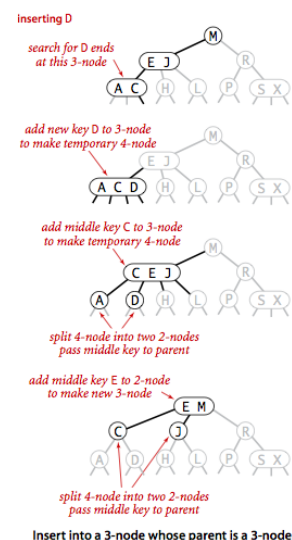 inserting D
M
search for D ends
at this 3-node
E J
R
A C
H
L
P
S X
add new key D to 3-node
to make temporary 4-node
M
E J
R
A C D
H
L
P
S X
add middle key C to 3-node
to make temporary 4-node
M
C E J
R
A
D
H
L
P
S X
split 4-node into two 2-nodes
pass middle key to parent
add middle key E to 2-node
to make new 3-node
E M
C
J
R
A
D
H
L
P
S X
split 4-node into two 2-nodes
pass middle key to parent
Insert into a 3-node whose parent is a 3-node